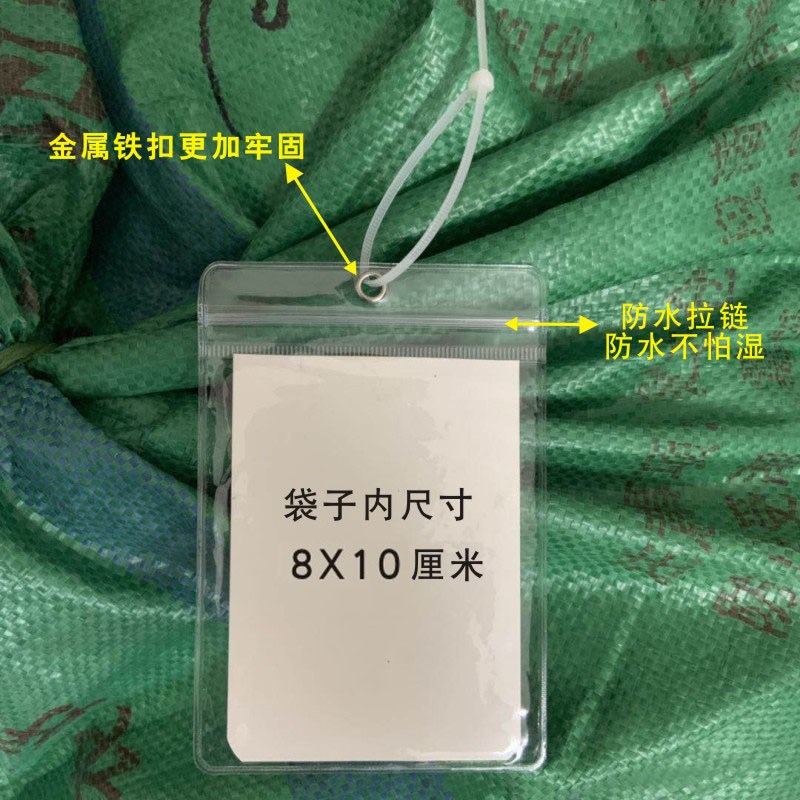 金属铁扣更加牢固
防水拉链
防水不怕湿
袋子内尺寸
8X10厘米